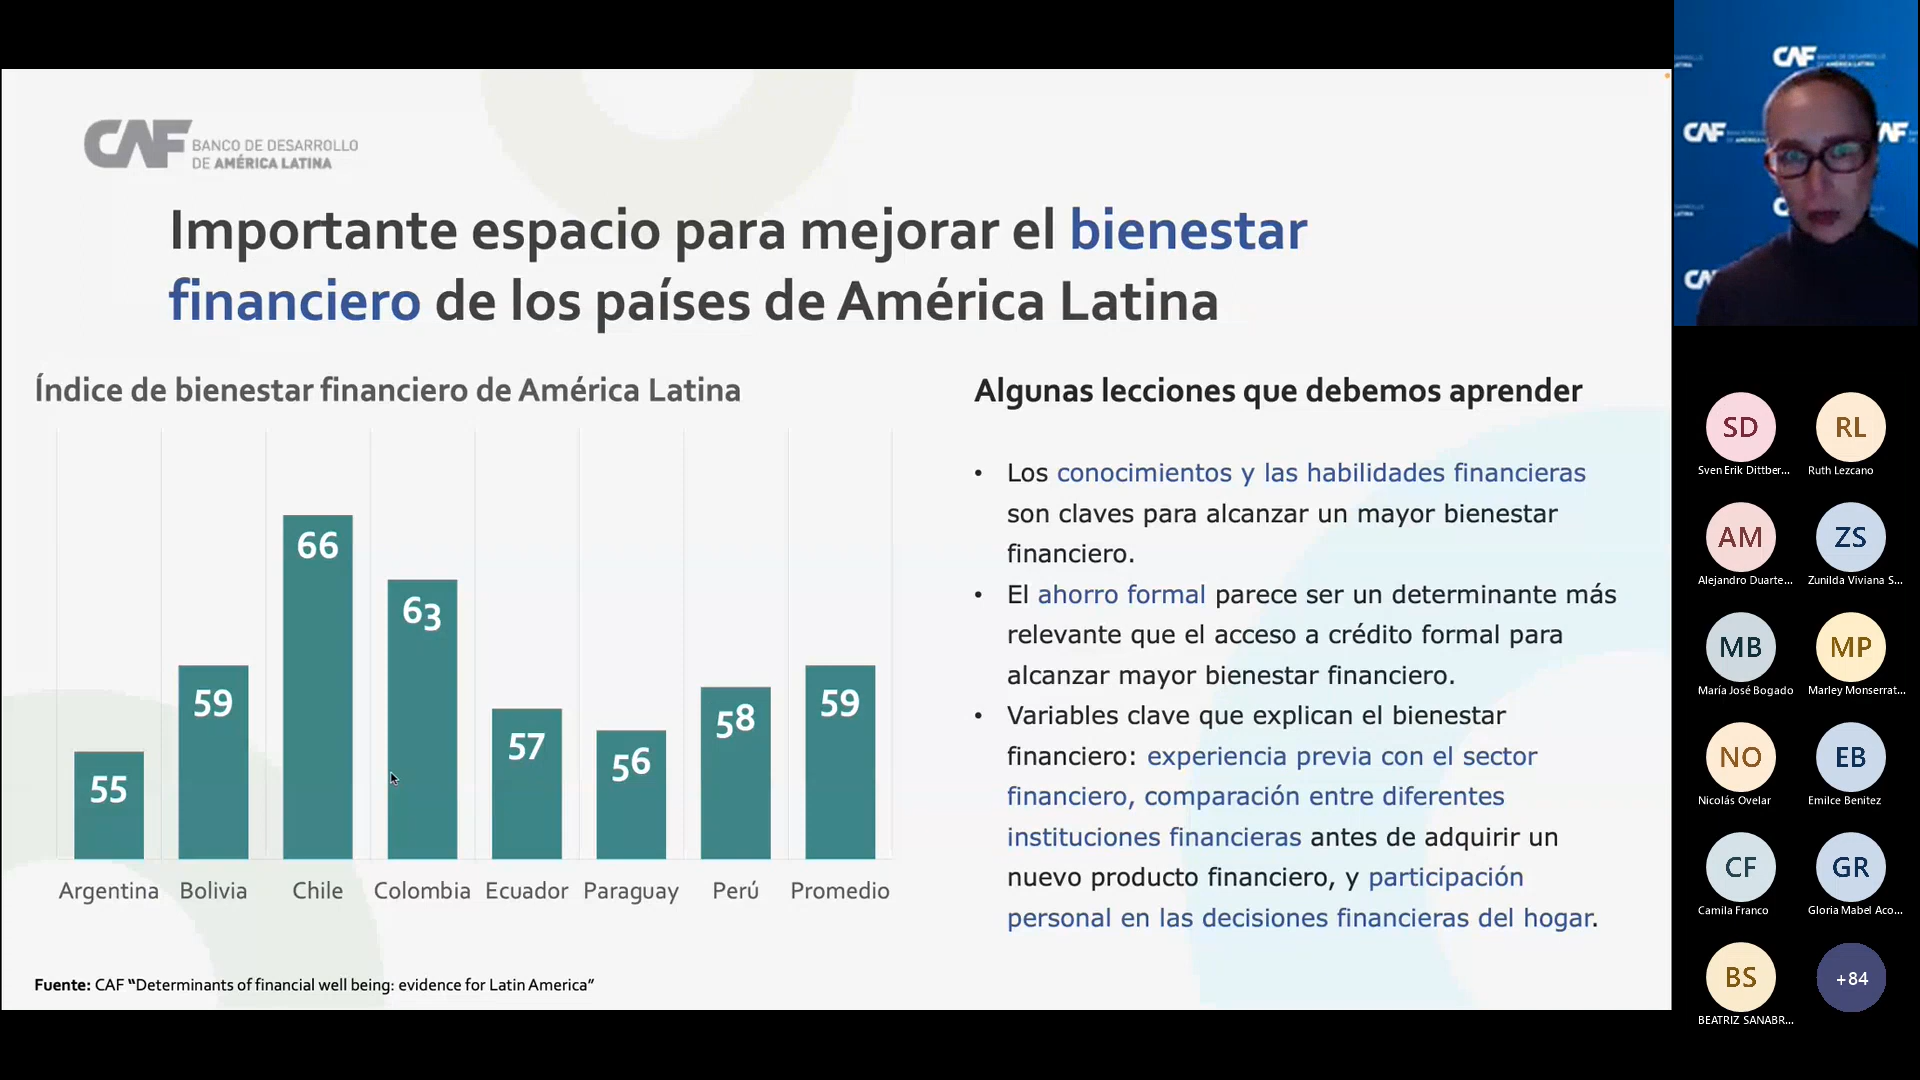 CAF BANCO DE DESARROLLO
DE AMÉRICA LATINA
Importante espacio para mejorar el bienestar
financiero de los países de América Latina
Índice de bienestar financiero de América Latina
66
63
59
59
58
57
56
55
Argentina Bolivia Chile Colombia Ecuador Paraguay Perú Promedio
Fuente: CAF “Determinants of financial well being: evidence for Latin America”
Algunas lecciones que debemos aprender
• Los conocimientos y las habilidades financieras
son claves para alcanzar un mayor bienestar
financiero.
• El ahorro formal parece ser un determinante más
relevante que el acceso a crédito formal para
alcanzar mayor bienestar financiero.
• Variables clave que explican el bienestar
financiero: experiencia previa con el sector
financiero, comparación entre diferentes
instituciones financieras antes de adquirir un
nuevo producto financiero, y participación
personal en las decisiones financieras del hogar.
CAF BANCO DE DESARROLLO
DE AMÉRICA LATINA
CAF
SD RL
Sven Erik Dittber... Ruth Lezcano
AM ZS
Alejandro Duarte... Zunilda Viviana S...
MB MP
María José Bogado Marley Monserrat...
NO EB
Nicolás Ovelar Emilce Benitez
CF GR
Camila Franco Gloria Mabel Aco...
BS +84
BEATRIZ SANABR...